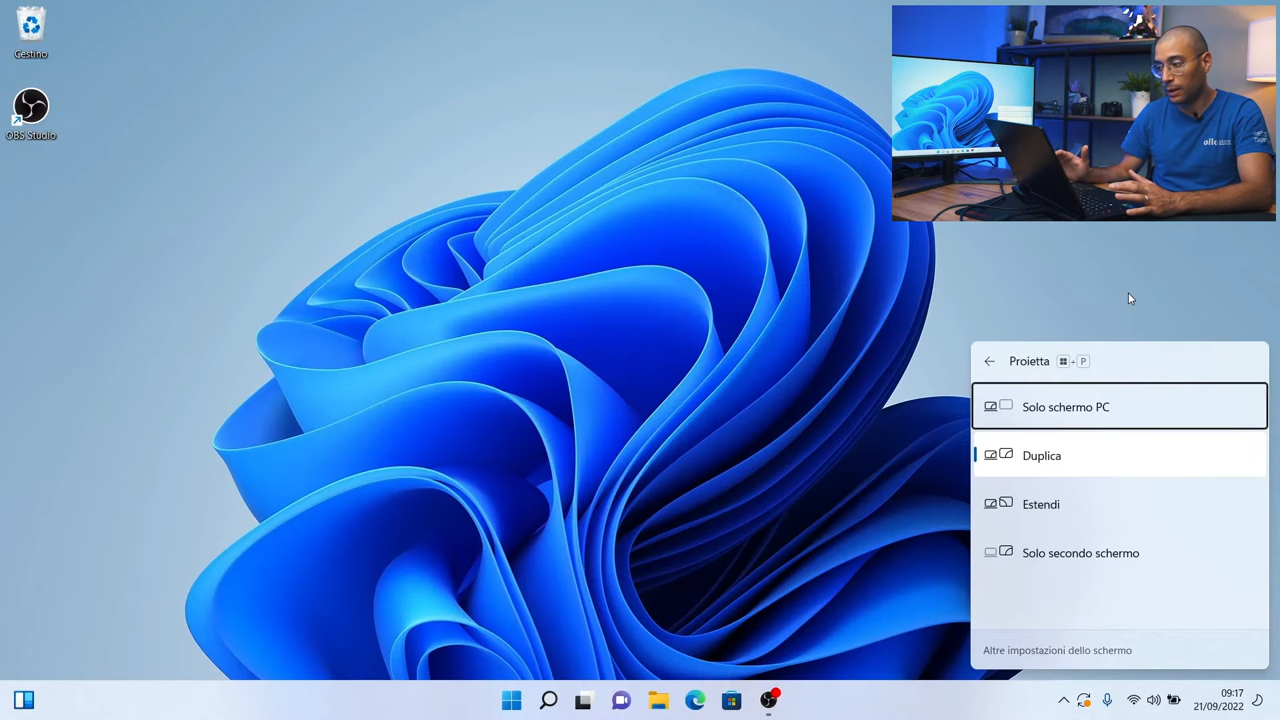 Cestino
OBS Studio
Proietta + P
Solo schermo PC
Duplica
Estendi
Solo secondo schermo
Altre impostazioni dello schermo
09:17
21/09/2022